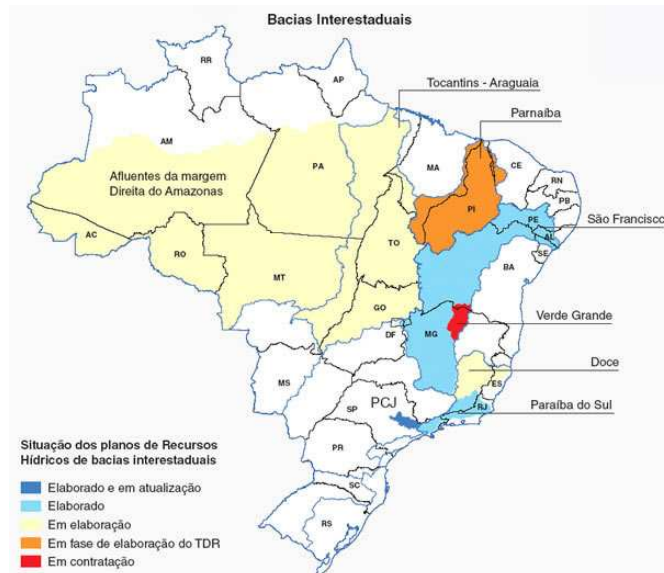 Bacias Interestaduais
RR
AP
Tocantins - Araguaia
Parnaíba
AM
PA
MA
CE
RN
PB
Afluentes da margem
Direita do Amazonas
PI
PE
AL
SE
São Francisco
AC
RO
TO
BA
MT
GO
DF
MG
Verde Grande
Doce
MS
ES
SP
PCJ
RJ
Paraíba do Sul
PR
SC
RS
Situação dos planos de Recursos
Hídricos de bacias interestaduais
Elaborado e em atualização
Elaborado
Em elaboração
Em fase de elaboração do TDR
Em contratação